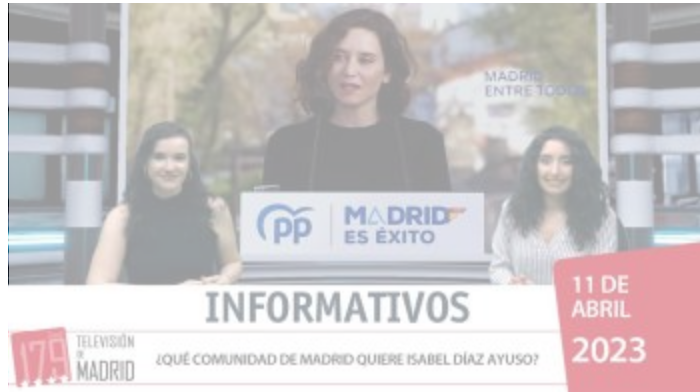 MADRID
ENTRE TODOS
PP
MADRID
ES ÉXITO
INFORMATIVOS
11 DE
ABRIL
2023
179
TELEVISIÓN
DE
MADRID
¿QUÉ COMUNIDAD DE MADRID QUIERE ISABEL DÍAZ AYUSO?